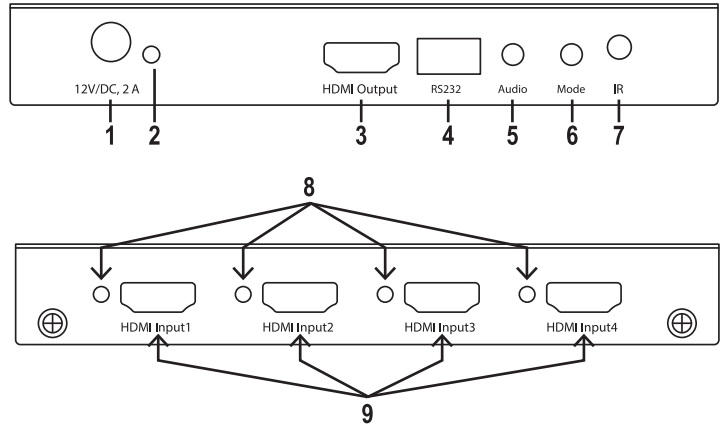 12V/DC, 2 A HDMI Output RS232 Audio Mode IR
1 2 3 4 5 6 7
8
HDMI Input1 HDMI Input2 HDMI Input3 HDMI Input4
9